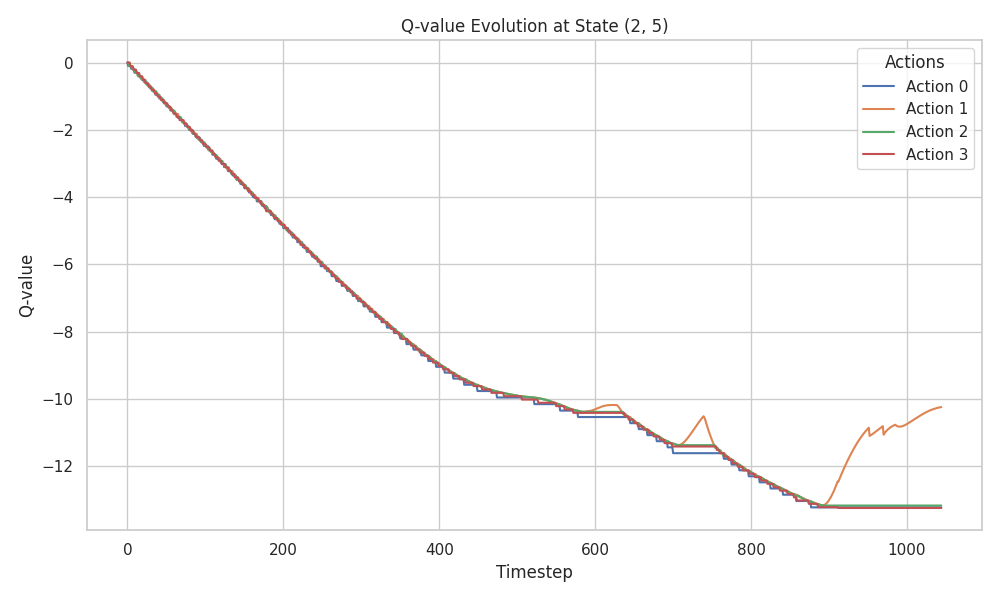 Q-value Evolution at State (2, 5)
Actions
Action 0
Action 1
Action 2
Action 3
Q-value
0
−2
−4
−6
−8
−10
−12
0 200 400 600 800 1000
Timestep